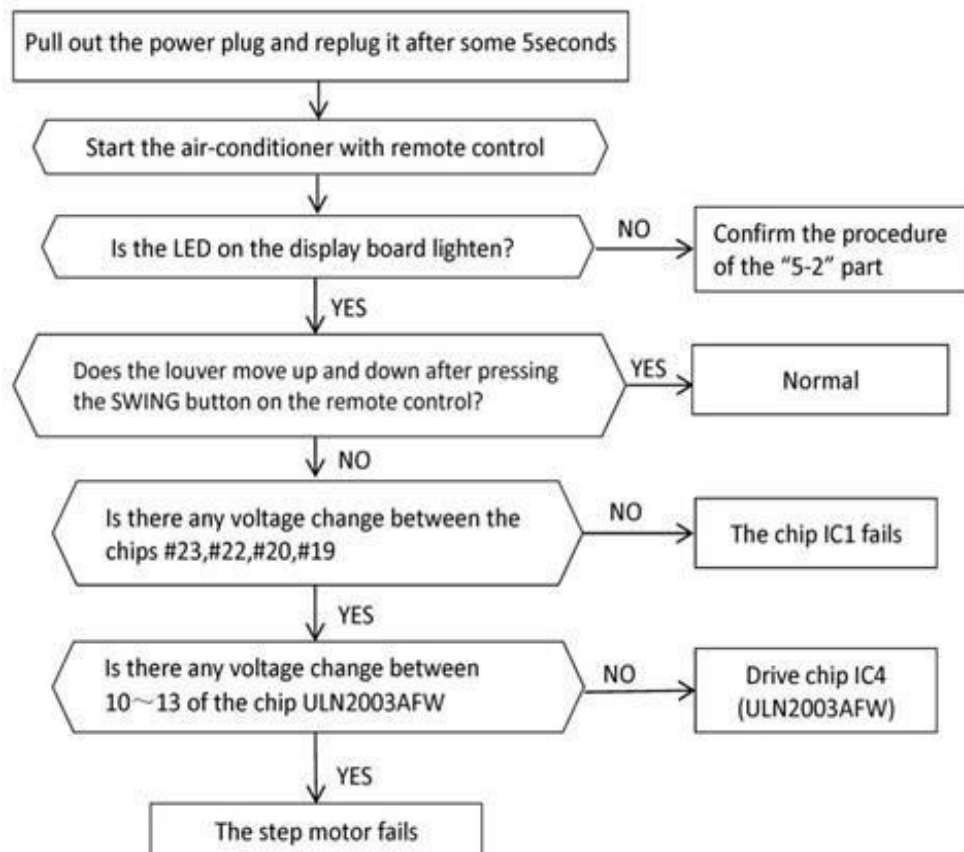 Pull out the power plug and replug it after some 5seconds
Start the air-conditioner with remote control
Is the LED on the display board lighten?
NO
Confirm the procedure
of the “5-2” part
YES
Does the louver move up and down after pressing
the SWING button on the remote control?
YES
Normal
NO
Is there any voltage change between the
chips #23,#22,#20,#19
NO
The chip IC1 fails
YES
Is there any voltage change between
10～13 of the chip ULN2003AFW
NO
Drive chip IC4
(ULN2003AFW)
YES
The step motor fails